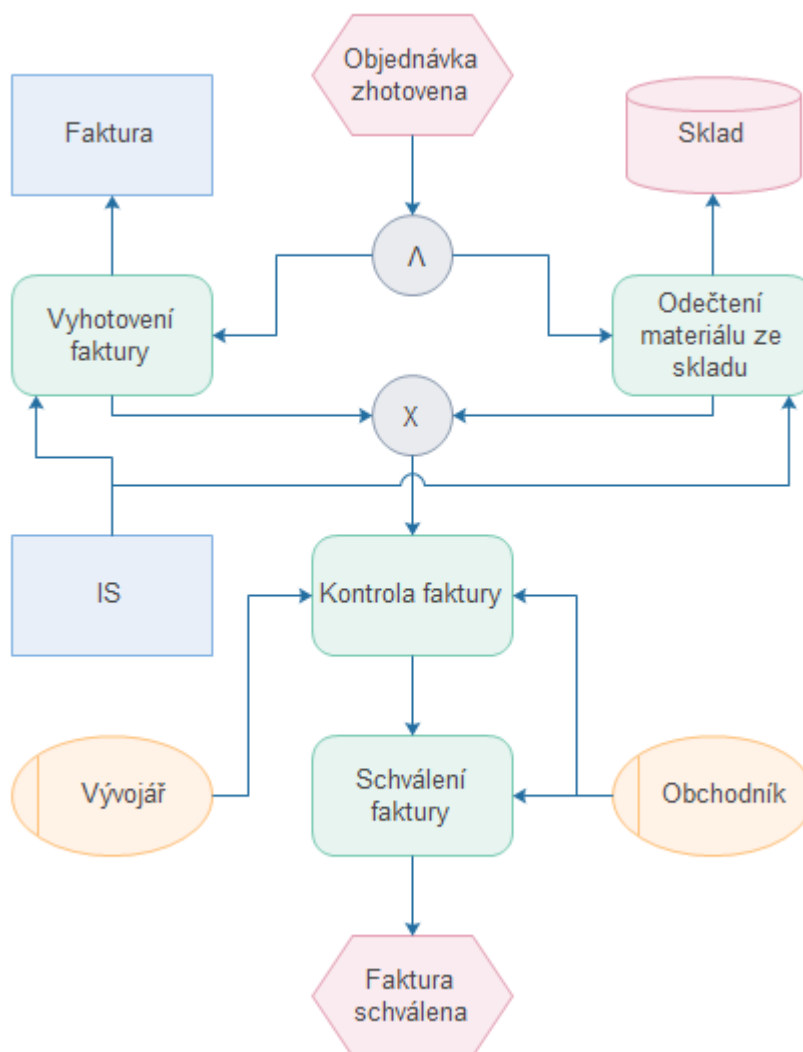 Objednávka
zhotovena
Faktura
Sklad
Λ
Vyhotovení
faktury
Odečtení
materiálu ze
skladu
X
IS
Kontrola faktury
Vývojář
Schválení
faktury
Obchodník
Faktura
schválena